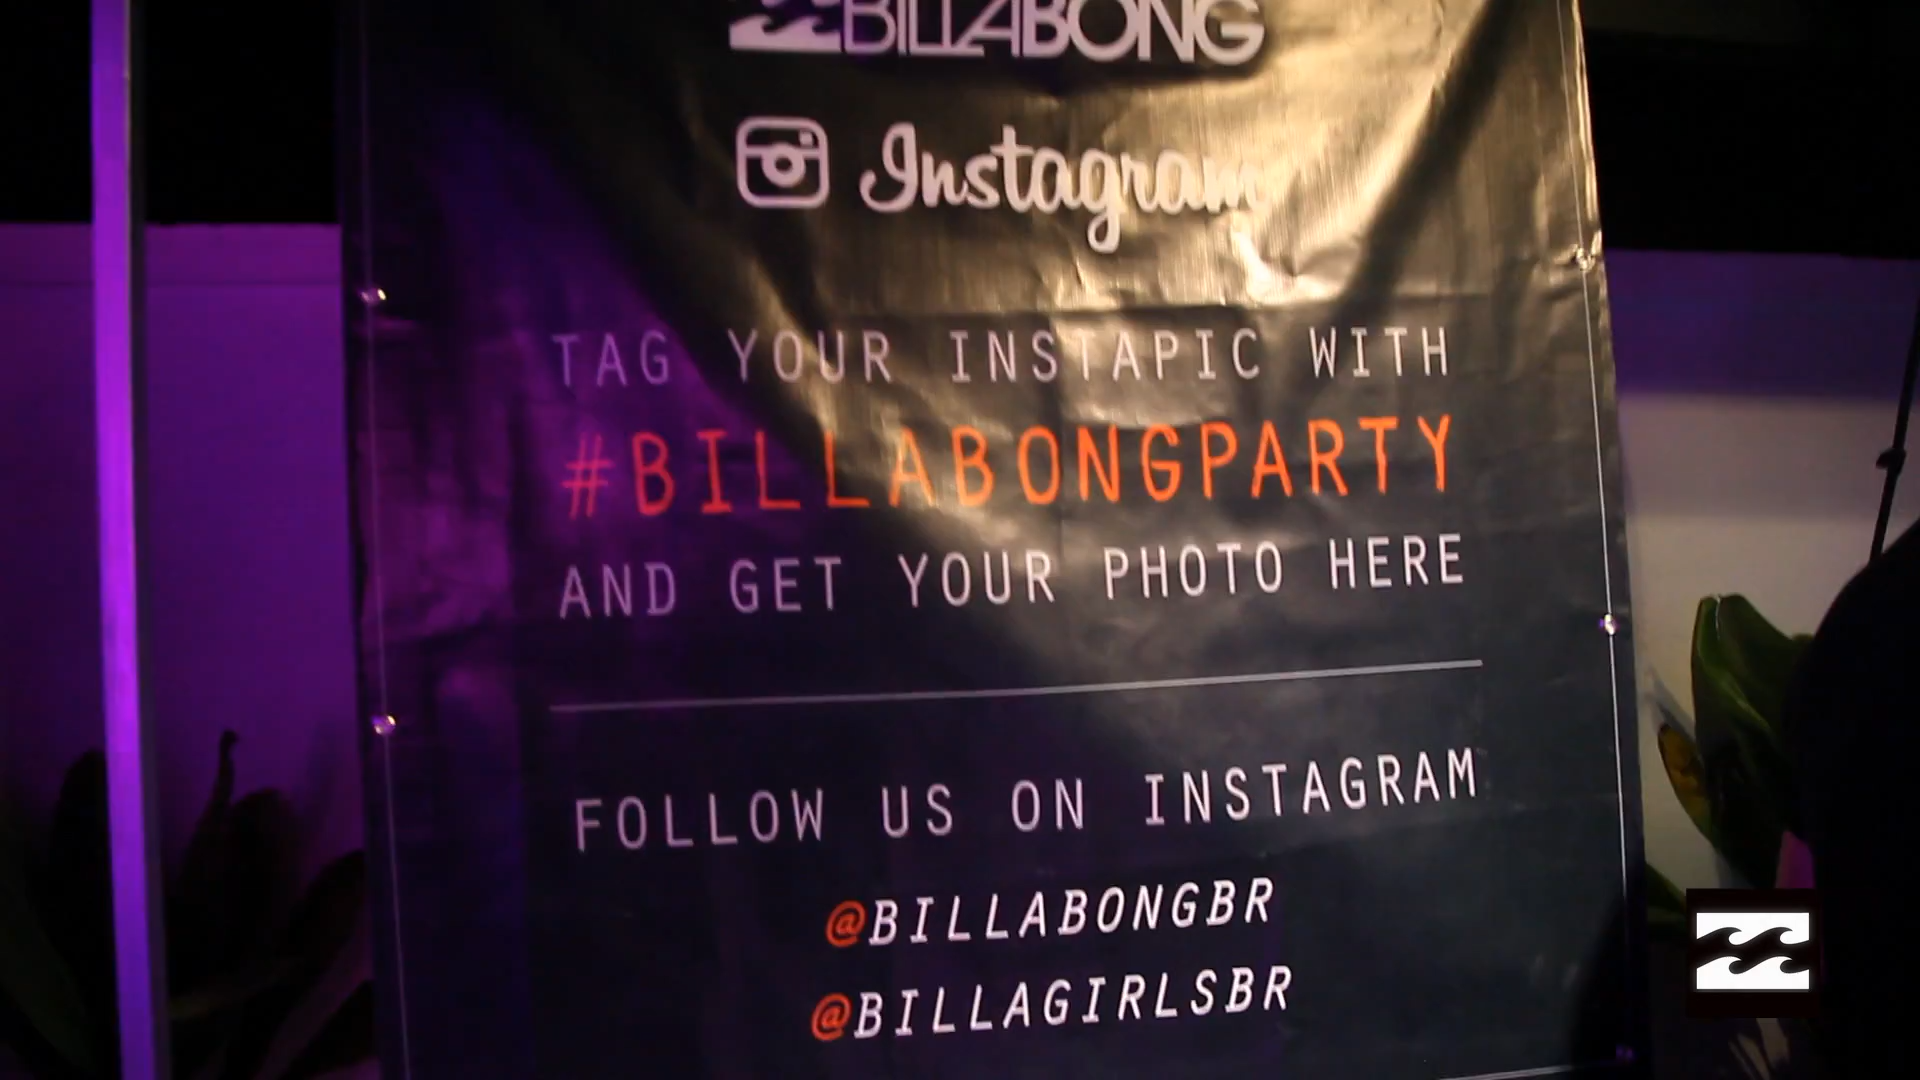 BILLABONG
Instagram
TAG YOUR INSTAPIC WITH
#BILLABONGPARTY
AND GET YOUR PHOTO HERE
FOLLOW US ON INSTAGRAM
@BILLABONGBR
@BILLAGIRLSBR